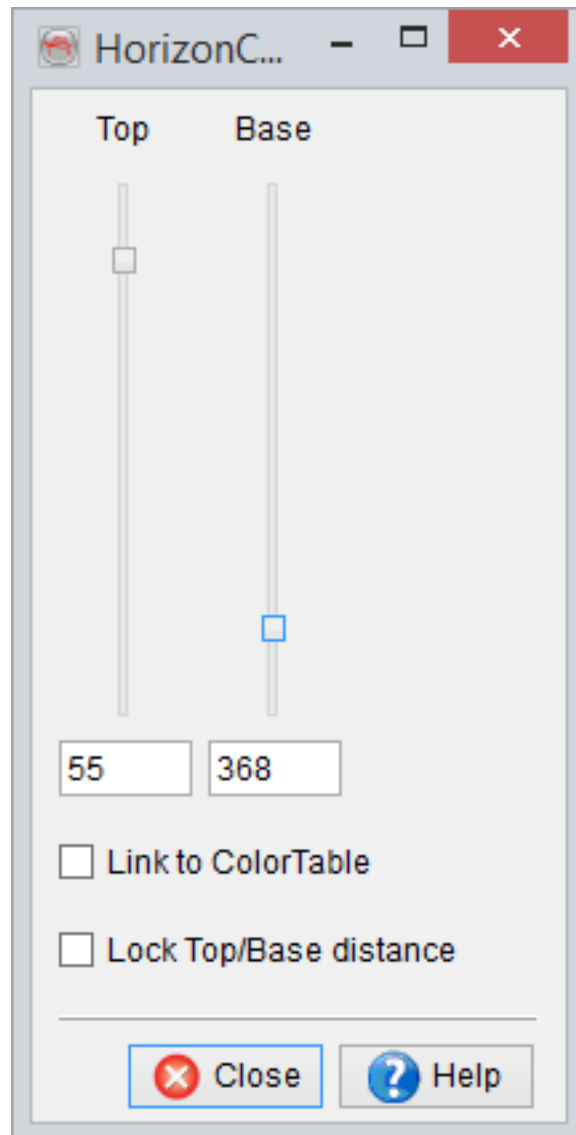 HorizonC...
Top Base
55 368
Link to ColorTable
Lock Top/Base distance
Close Help